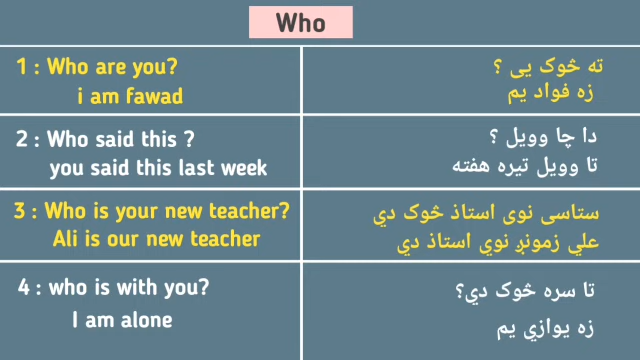 Who
1 : Who are you?
i am fawad
ته څوک یی ؟
زه فواد یم
2 : Who said this ?
you said this last week
دا چا وویل ؟
تا وویل تیره هفته
3 : Who is your new teacher?
Ali is our new teacher
ستاسی نوی استاذ څوک دي
علي زمونږ نوي استاذ دي
4 : who is with you?
I am alone
تا سره څوک دي؟
زه یوازي یم